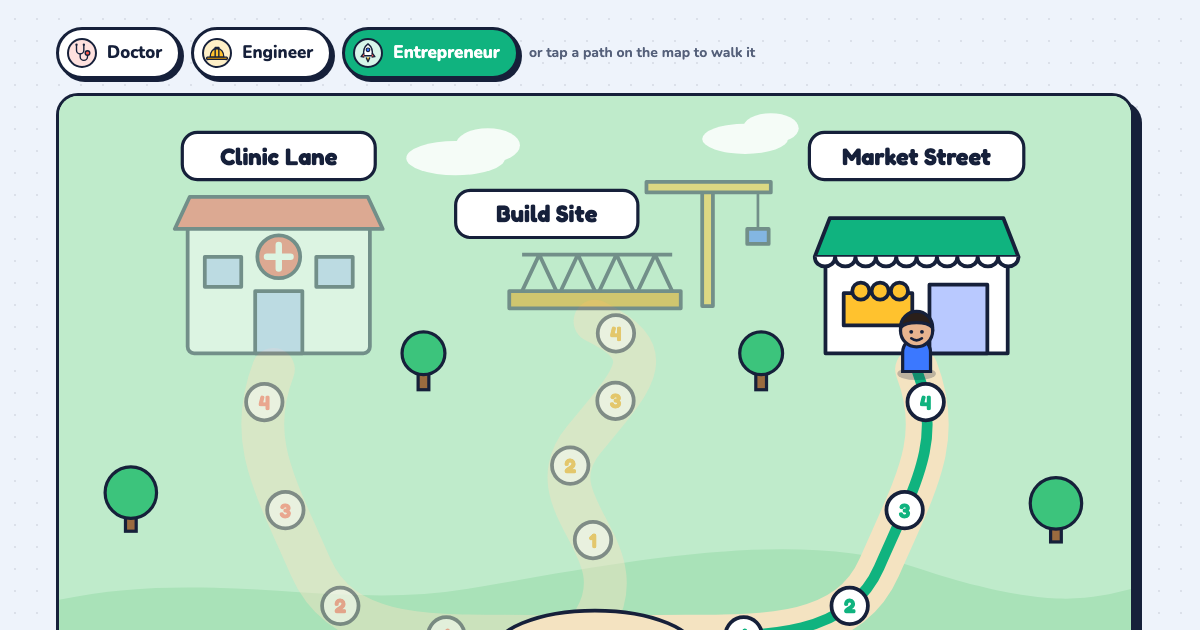 Doctor
Engineer
Entrepreneur
or tap a path on the map to walk it
Clinic Lane
Market Street
Build Site
4
4
3
4
2
3
3
1
2
2